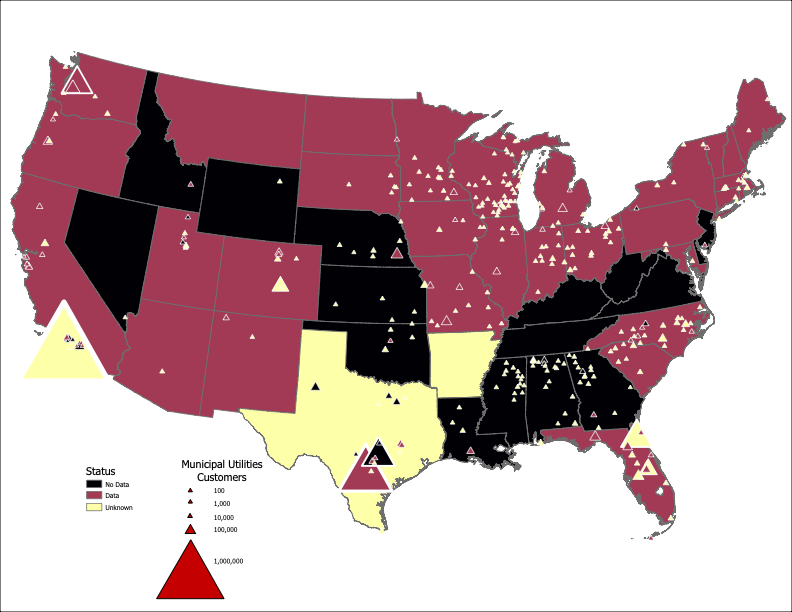 Status
No Data
Data
Unknown
Municipal Utilities
Customers
100
1,000
10,000
100,000
1,000,000